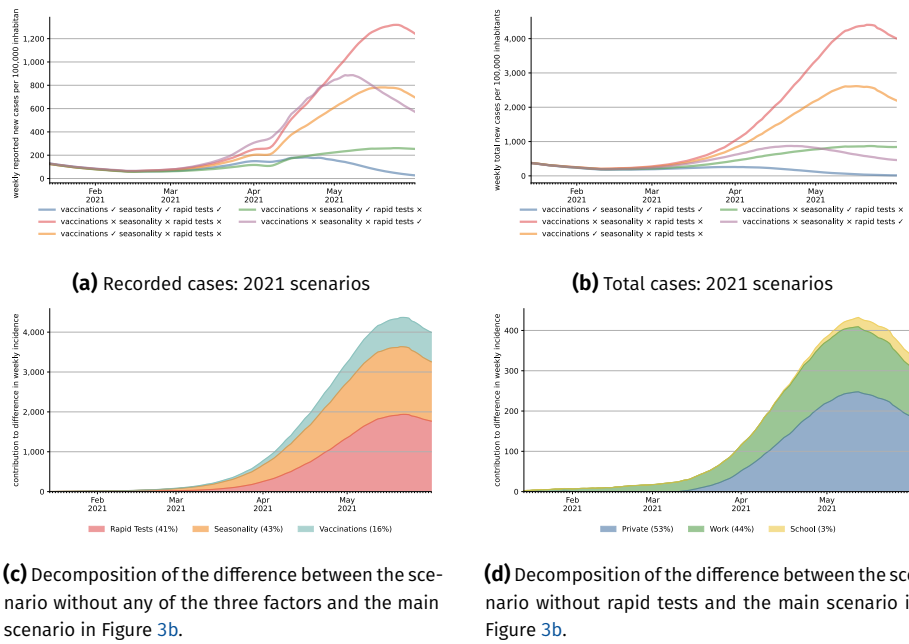 weekly reported new cases per 100,000 inhabitan
1,200
1,000
800
600
400
200
0
Feb
2021
Mar
2021
Apr
2021
May
2021
vaccinations ✓ seasonality ✓ rapid tests ✓
vaccinations × seasonality × rapid tests ×
vaccinations ✓ seasonality × rapid tests ×
vaccinations × seasonality ✓ rapid tests ×
vaccinations × seasonality × rapid tests ✓
(a) Recorded cases: 2021 scenarios
weekly total new cases per 100,000 inhabitants
4,000
3,000
2,000
1,000
0
Feb
2021
Mar
2021
Apr
2021
May
2021
vaccinations ✓ seasonality ✓ rapid tests ✓
vaccinations × seasonality × rapid tests ×
vaccinations ✓ seasonality × rapid tests ×
vaccinations × seasonality ✓ rapid tests ×
vaccinations × seasonality × rapid tests ✓
(b) Total cases: 2021 scenarios
contribution to difference in weekly incidence
4,000
3,000
2,000
1,000
0
Feb
2021
Mar
2021
Apr
2021
May
2021
Rapid Tests (41%) Seasonality (43%) Vaccinations (16%)
(c) Decomposition of the difference between the sce-
nario without any of the three factors and the main
scenario in Figure 3b.
contribution to difference in weekly incidence
400
300
200
100
0
Feb
2021
Mar
2021
Apr
2021
May
2021
Private (53%) Work (44%) School (3%)
(d) Decomposition of the difference between the sce
nario without rapid tests and the main scenario i
Figure 3b.